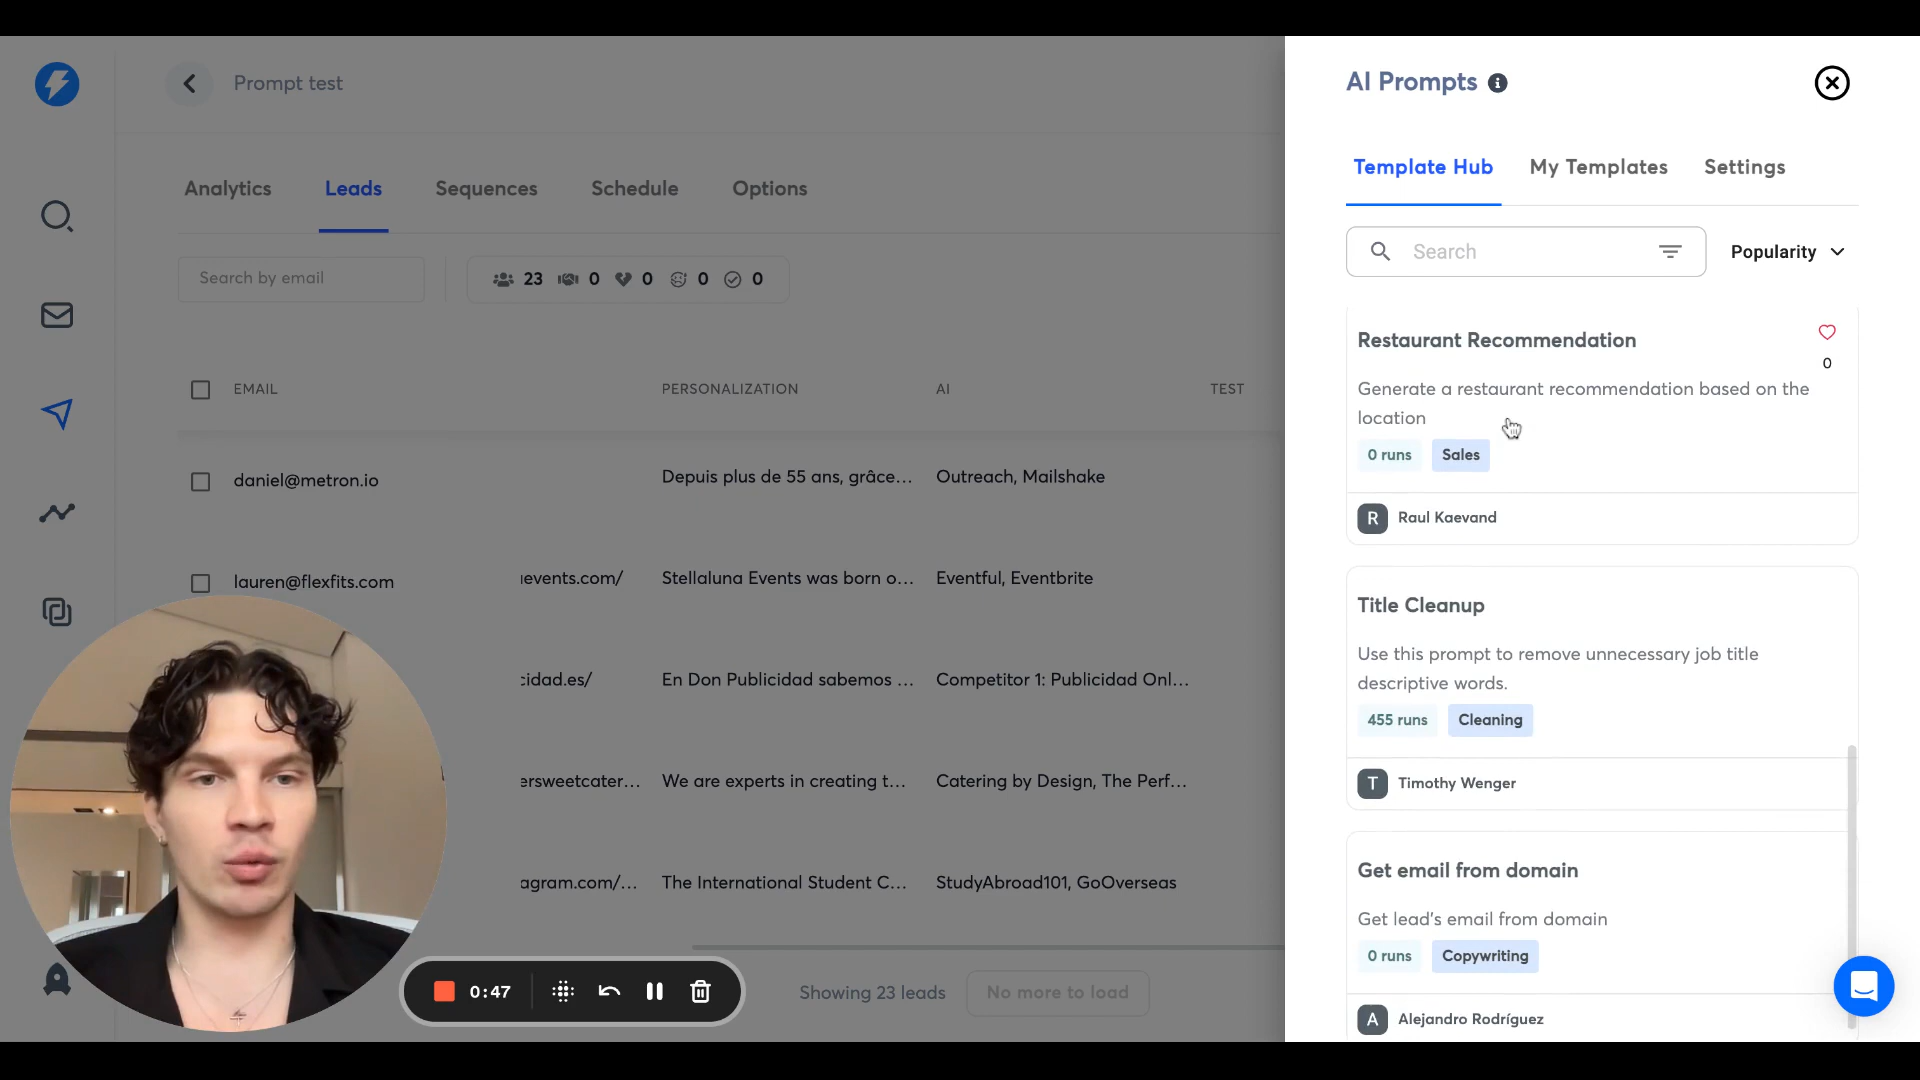 Prompt test
Analytics
Leads
Sequences
Schedule
Options
Search by email
23
0
0
0
0
EMAIL
PERSONALIZATION
AI
TEST
daniel@metron.io
Depuis plus de 55 ans, grâce...
Outreach, Mailshake
lauren@flexfits.com
events.com/
Stellaluna Events was born o...
Eventful, Eventbrite
cidad.es/
En Don Publicidad sabemos ...
Competitor 1: Publicidad Onl...
ersweetcater...
We are experts in creating t...
Catering by Design, The Perf...
agram.com/...
The International Student C...
StudyAbroad101, GoOverseas
0:47
Showing 23 leads
No more to load
AI Prompts
Template Hub
My Templates
Settings
Search
Popularity
Restaurant Recommendation
0
Generate a restaurant recommendation based on the
location
0 runs
Sales
R
Raul Kaevand
Title Cleanup
Use this prompt to remove unnecessary job title
descriptive words.
455 runs
Cleaning
T
Timothy Wenger
Get email from domain
Get lead's email from domain
0 runs
Copywriting
A
Alejandro Rodríguez